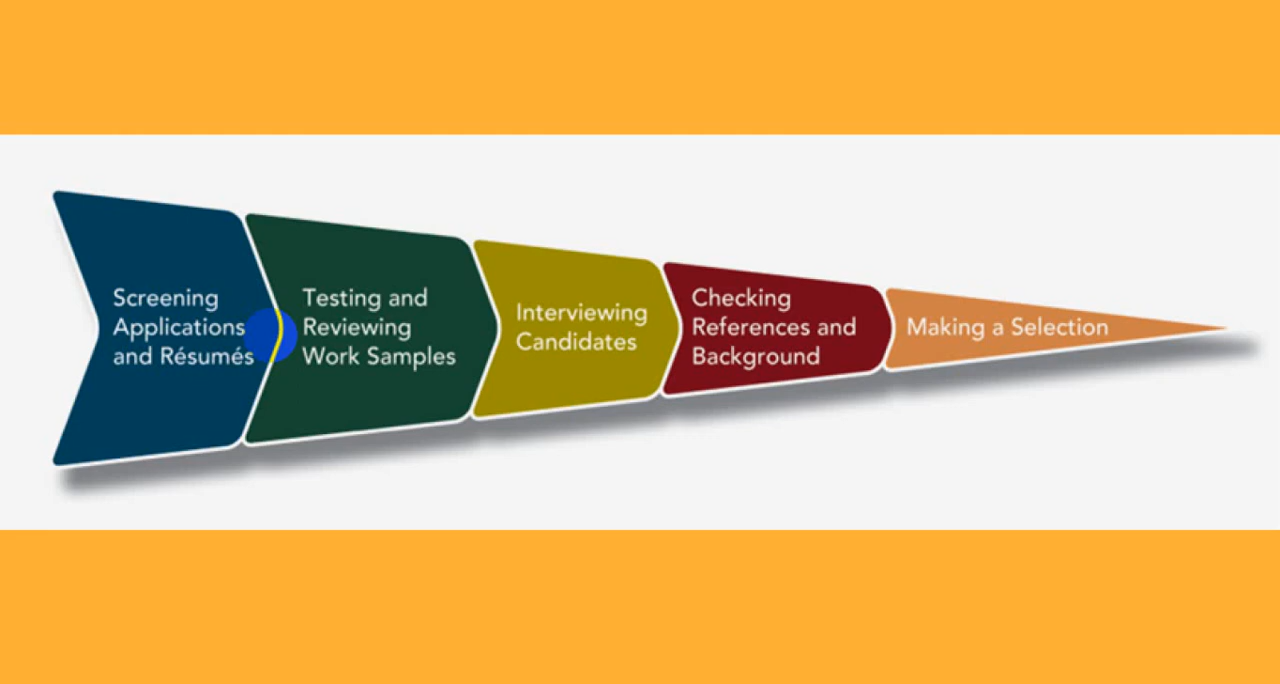 Screening
Applications
and Résumés
Testing and
Reviewing
Work Samples
Interviewing
Candidates
Checking
References and
Background
Making a Selection